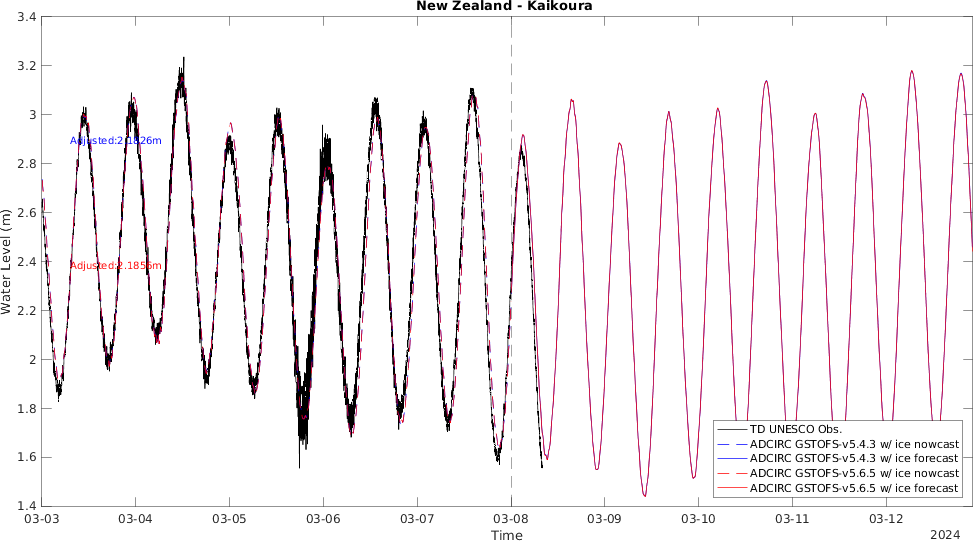 New Zealand - Kaikoura
3.4
3.2
3
2.8
2.6
2.4
2.2
2
1.8
1.6
1.4
Water Level (m)
Adjusted:2.1826m
Adjusted:2.1856m
TD UNESCO Obs.
ADCIRC GSTOFS-v5.4.3 w/ ice nowcast
ADCIRC GSTOFS-v5.4.3 w/ ice forecast
ADCIRC GSTOFS-v5.6.5 w/ ice nowcast
ADCIRC GSTOFS-v5.6.5 w/ ice forecast
03-03 03-04 03-05 03-06 03-07 03-08 03-09 03-10 03-11 03-12
Time
2024